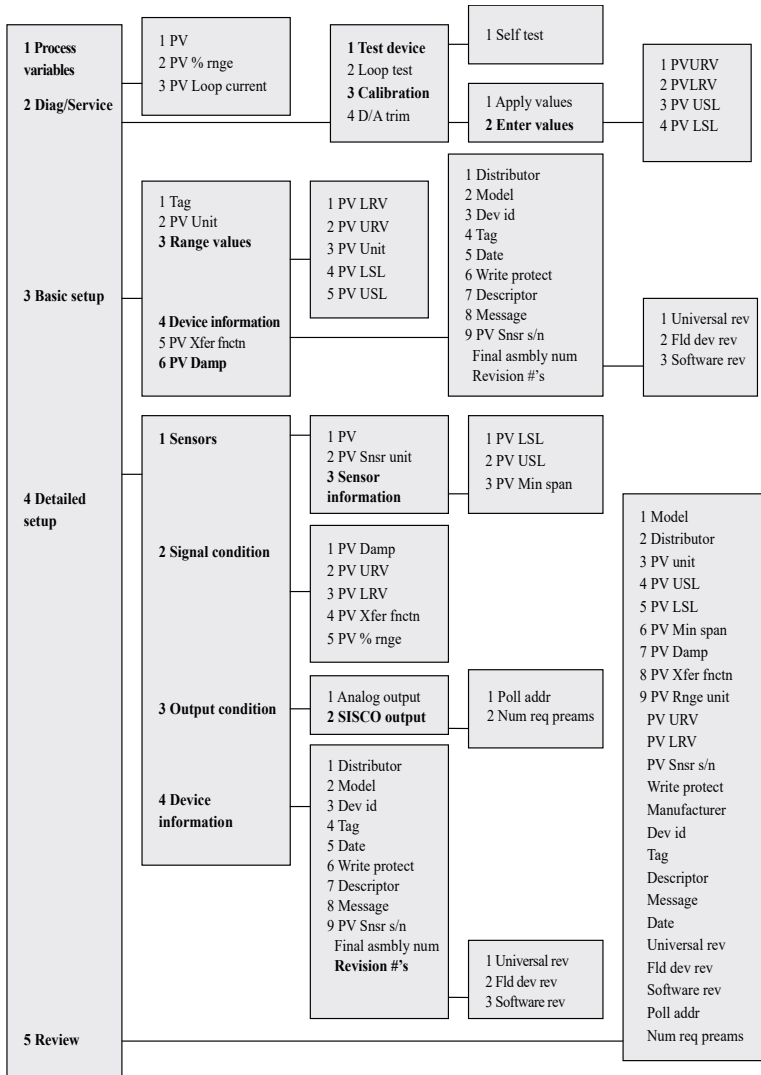 1 Process
variables
2 Diag/Service
3 Basic setup
4 Detailed
setup
5 Review
1 PV
2 PV % rnge
3 PV Loop current
1 Test device
2 Loop test
3 Calibration
4 D/A trim
1 Self test
1 Apply values
2 Enter values
1 PVURV
2 PVLRV
3 PV USL
4 PV LSL
1 Tag
2 PV Unit
3 Range values
4 Device information
5 PV Xfer fnctn
6 PV Damp
1 PV LRV
2 PV URV
3 PV Unit
4 PV LSL
5 PV USL
1 Distributor
2 Model
3 Dev id
4 Tag
5 Date
6 Write protect
7 Descriptor
8 Message
9 PV Snsr s/n
Final asmbly num
Revision #'s
1 Universal rev
2 Fld dev rev
3 Software rev
1 Sensors
2 Signal condition
3 Output condition
4 Device
information
1 PV
2 PV Snsr unit
3 Sensor
information
1 PV LSL
2 PV USL
3 PV Min span
1 PV Damp
2 PV URV
3 PV LRV
4 PV Xfer fnctn
5 PV % rnge
1 Analog output
2 SISCO output
1 Poll addr
2 Num req preams
1 Distributor
2 Model
3 Dev id
4 Tag
5 Date
6 Write protect
7 Descriptor
8 Message
9 PV Snsr s/n
Final asmbly num
Revision #'s
1 Universal rev
2 Fld dev rev
3 Software rev
1 Model
2 Distributor
3 PV unit
4 PV USL
5 PV LSL
6 PV Min span
7 PV Damp
8 PV Xfer fnctn
9 PV Rnge unit
PV URV
PV LRV
PV Snsr s/n
Write protect
Manufacturer
Dev id
Tag
Descriptor
Message
Date
Universal rev
Fld dev rev
Software rev
Poll addr
Num req preams